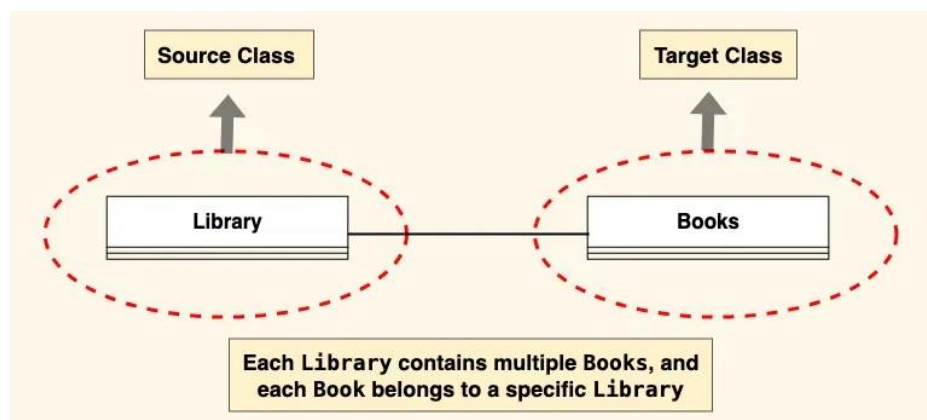 Source Class
Target Class
Library
Books
Each Library contains multiple Books, and
each Book belongs to a specific Library